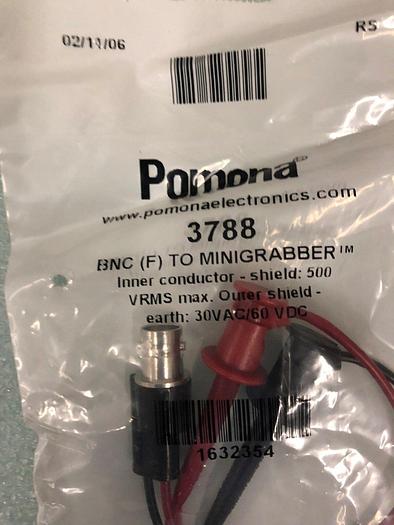 02/11/06
RS
Pomona
www.pomonaelectronics.com
3788
BNC (F) TO MINIGRABBER™
Inner conductor - shield: 500
VRMS max. Outer shield -
earth: 30VAC/60 VDC
1632354